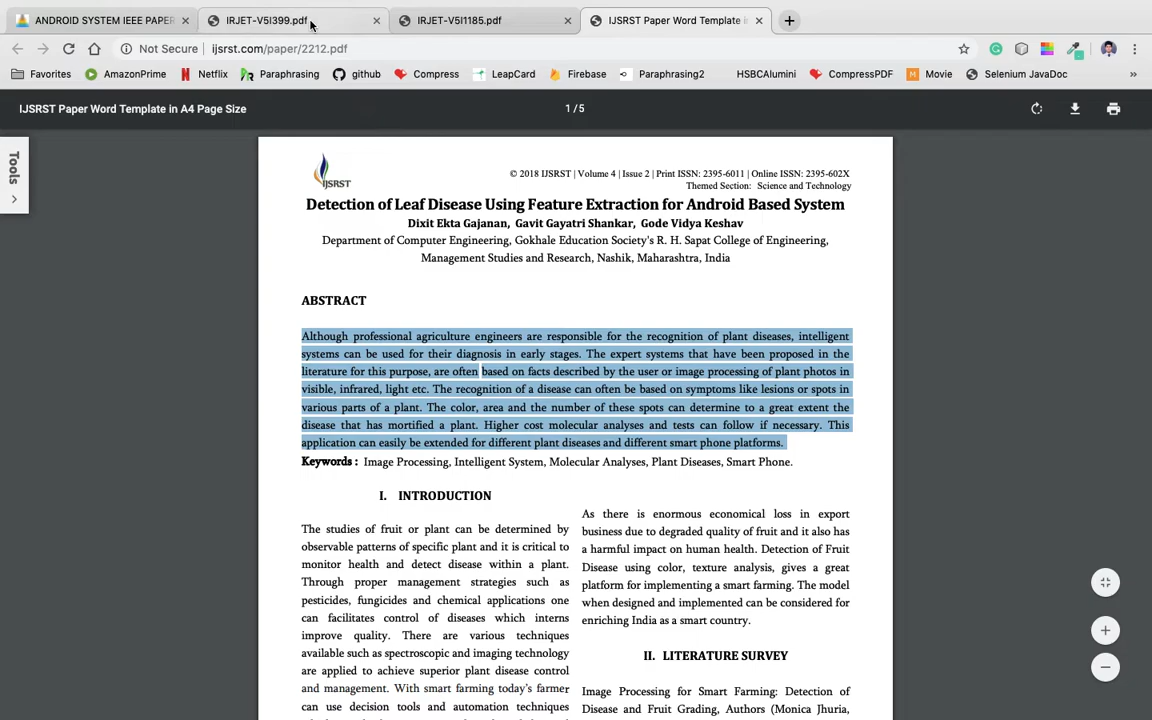 ANDROID SYSTEM IEEE PAPER
IRJET-V5I399.pdf
IRJET-V5I1185.pdf
IJSRST Paper Word Template in
Not Secure
ijsrst.com/paper/2212.pdf
Favorites
AmazonPrime
Netflix
Paraphrasing
github
Compress
LeapCard
Firebase
Paraphrasing2
HSBCAlumini
CompressPDF
Movie
Selenium JavaDoc
IJSRST Paper Word Template in A4 Page Size
1 / 5
Tools
IJSRST
© 2018 IJSRST | Volume 4 | Issue 2 | Print ISSN: 2395-6011 | Online ISSN: 2395-602X
Themed Section: Science and Technology
Detection of Leaf Disease Using Feature Extraction for Android Based System
Dixit Ekta Gajanan, Gavit Gayatri Shankar, Gode Vidya Keshav
Department of Computer Engineering, Gokhale Education Society's R. H. Sapat College of Engineering,
Management Studies and Research, Nashik, Maharashtra, India
ABSTRACT
Although professional agriculture engineers are responsible for the recognition of plant diseases, intelligent
systems can be used for their diagnosis in early stages. The expert systems that have been proposed in the
literature for this purpose, are often based on facts described by the user or image processing of plant photos in
visible, infrared, light etc. The recognition of a disease can often be based on symptoms like lesions or spots in
various parts of a plant. The color, area and the number of these spots can determine to a great extent the
disease that has mortified a plant. Higher cost molecular analyses and tests can follow if necessary. This
application can easily be extended for different plant diseases and different smart phone platforms.
Keywords : Image Processing, Intelligent System, Molecular Analyses, Plant Diseases, Smart Phone.
I. INTRODUCTION
The studies of fruit or plant can be determined by
observable patterns of specific plant and it is critical to
monitor health and detect disease within a plant.
Through proper management strategies such as
pesticides, fungicides and chemical applications one
can facilitates control of diseases which interns
improve quality. There are various techniques
available such as spectroscopic and imaging technology
are applied to achieve superior plant disease control
and management. With smart farming today's farmer
can use decision tools and automation techniques
As there is enormous economical loss in export
business due to degraded quality of fruit and it also has
a harmful impact on human health. Detection of Fruit
Disease using color, texture analysis, gives a great
platform for implementing a smart farming. The model
when designed and implemented can be considered for
enriching India as a smart country.
II. LITERATURE SURVEY
Image Processing for Smart Farming: Detection of
Disease and Fruit Grading, Authors (Monica Jhuria,